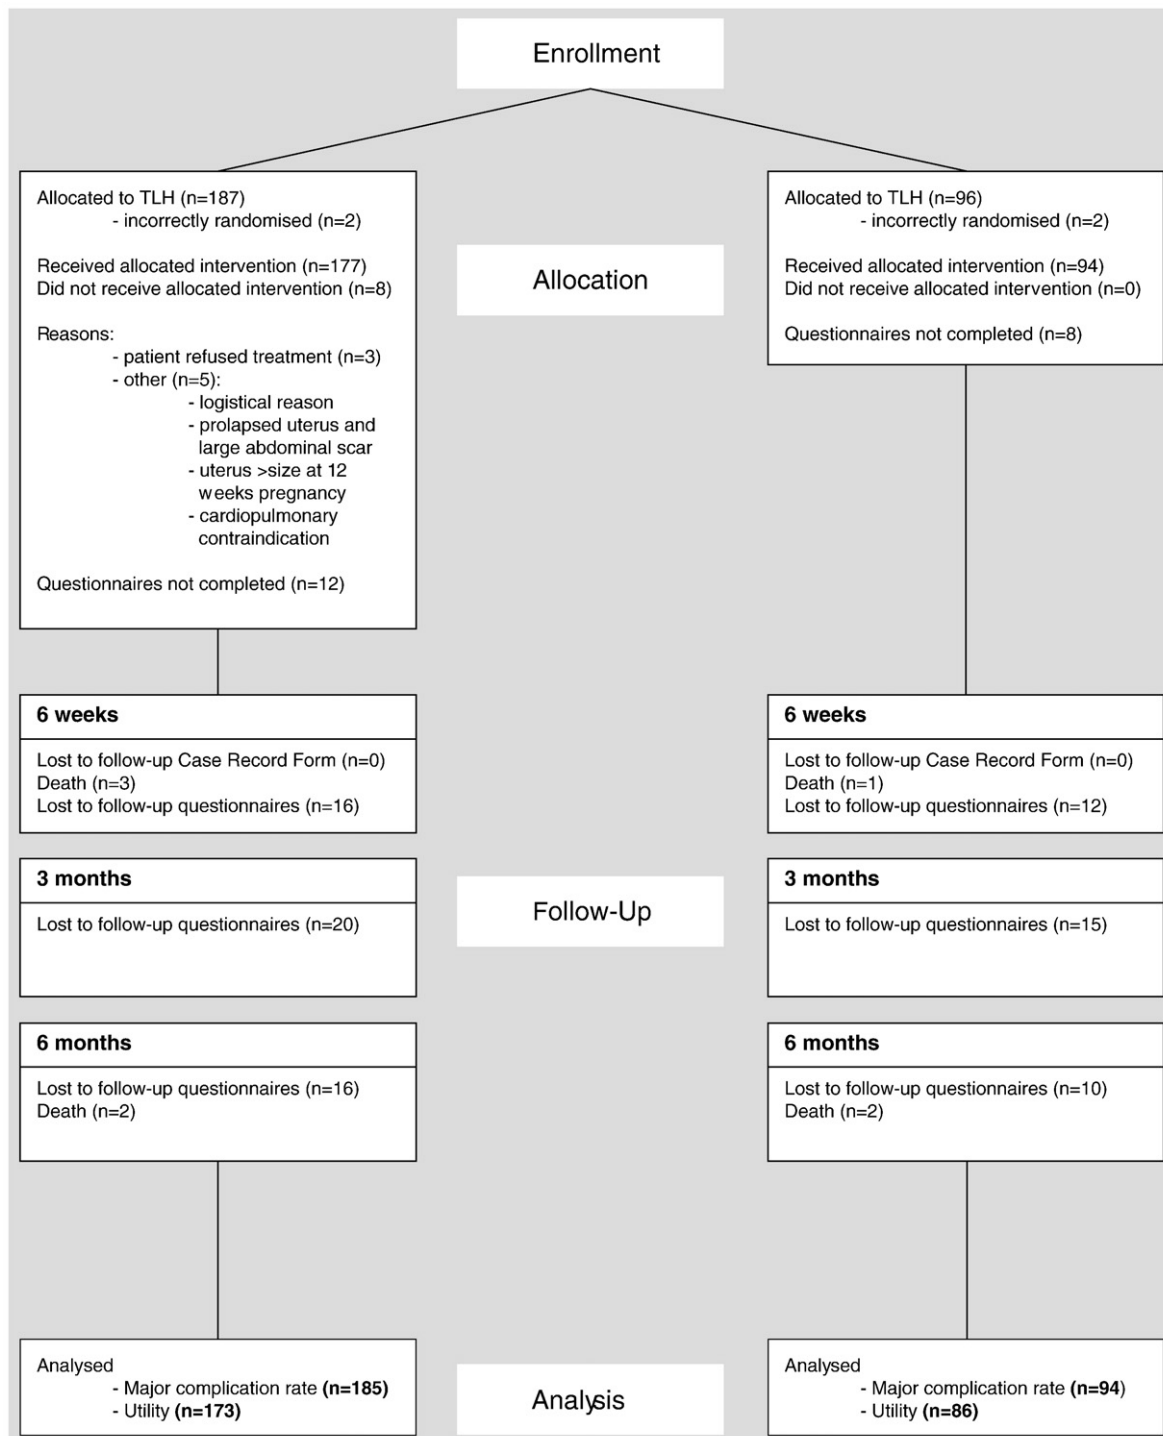 Enrollment
Allocated to TLH (n=187)
- incorrectly randomised (n=2)
Received allocated intervention (n=177)
Did not receive allocated intervention (n=8)
Reasons:
- patient refused treatment (n=3)
- other (n=5):
- logistical reason
- prolapsed uterus and
large abdominal scar
- uterus >size at 12
weeks pregnancy
- cardiopulmonary
contraindication
Questionnaires not completed (n=12)
Allocation
Allocated to TLH (n=96)
- incorrectly randomised (n=2)
Received allocated intervention (n=94)
Did not receive allocated intervention (n=0)
Questionnaires not completed (n=8)
6 weeks
Lost to follow-up Case Record Form (n=0)
Death (n=3)
Lost to follow-up questionnaires (n=16)
6 weeks
Lost to follow-up Case Record Form (n=0)
Death (n=1)
Lost to follow-up questionnaires (n=12)
3 months
Lost to follow-up questionnaires (n=20)
Follow-Up
3 months
Lost to follow-up questionnaires (n=15)
6 months
Lost to follow-up questionnaires (n=16)
Death (n=2)
6 months
Lost to follow-up questionnaires (n=10)
Death (n=2)
Analysed
- Major complication rate (n=185)
- Utility (n=173)
Analysis
Analysed
- Major complication rate (n=94)
- Utility (n=86)